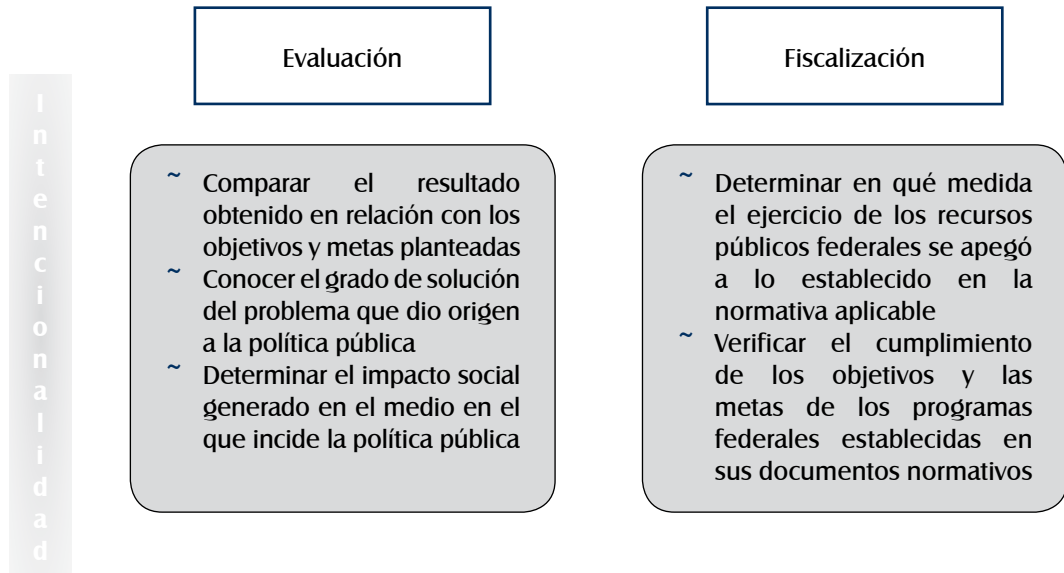 Evaluación
Fiscalización
Intencionalidad
~ Comparar el resultado
obtenido en relación con los
objetivos y metas planteadas
~ Conocer el grado de solución
del problema que dio origen
a la política pública
~ Determinar el impacto social
generado en el medio en el
que incide la política pública
~ Determinar en qué medida
el ejercicio de los recursos
públicos federales se apegó
a lo establecido en la
normativa aplicable
~ Verificar el cumplimiento
de los objetivos y las
metas de los programas
federales establecidas en
sus documentos normativos